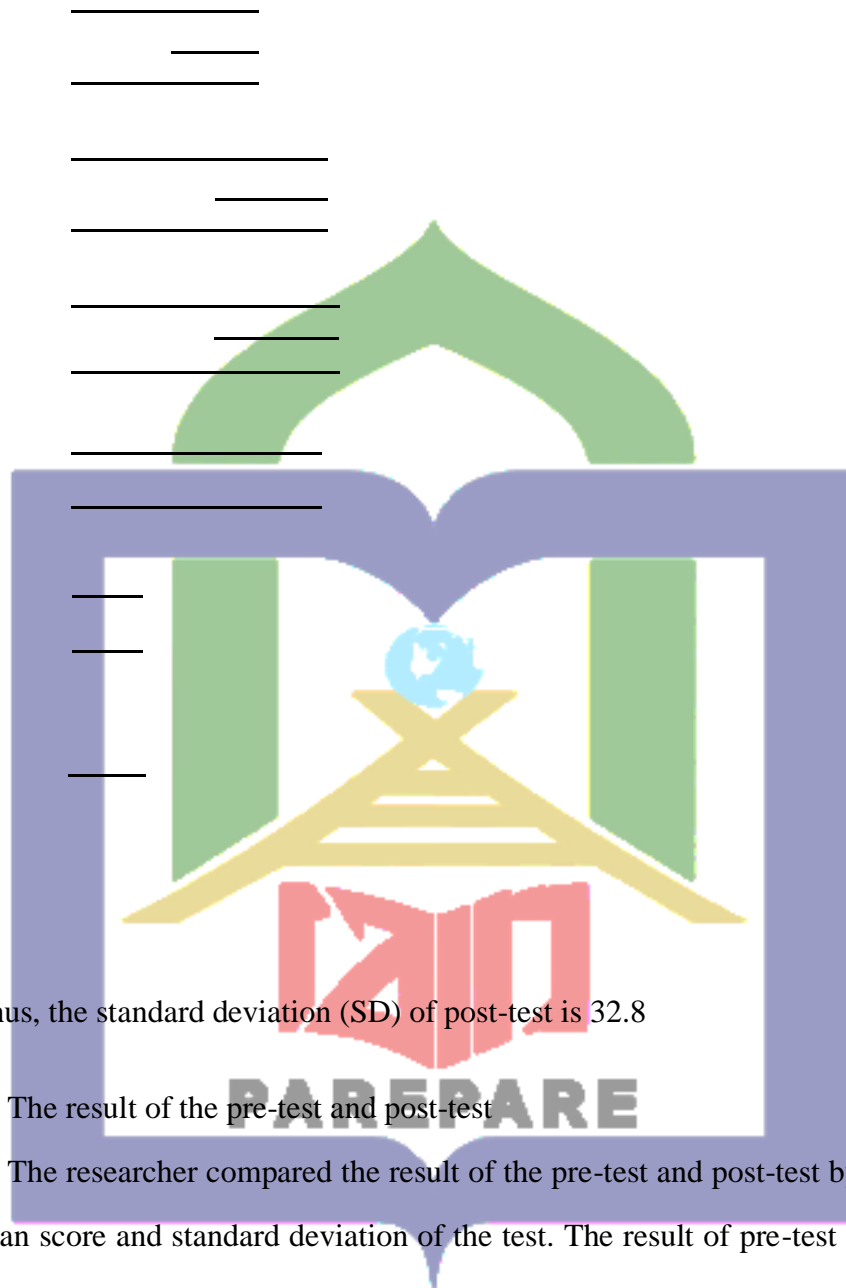 us, the standard deviation (SD) of post-test is 32.8
PAREPARE
The result of the pre-test and post-test
The researcher compared the result of the pre-test and post-test b
an score and standard deviation of the test. The result of pre-test